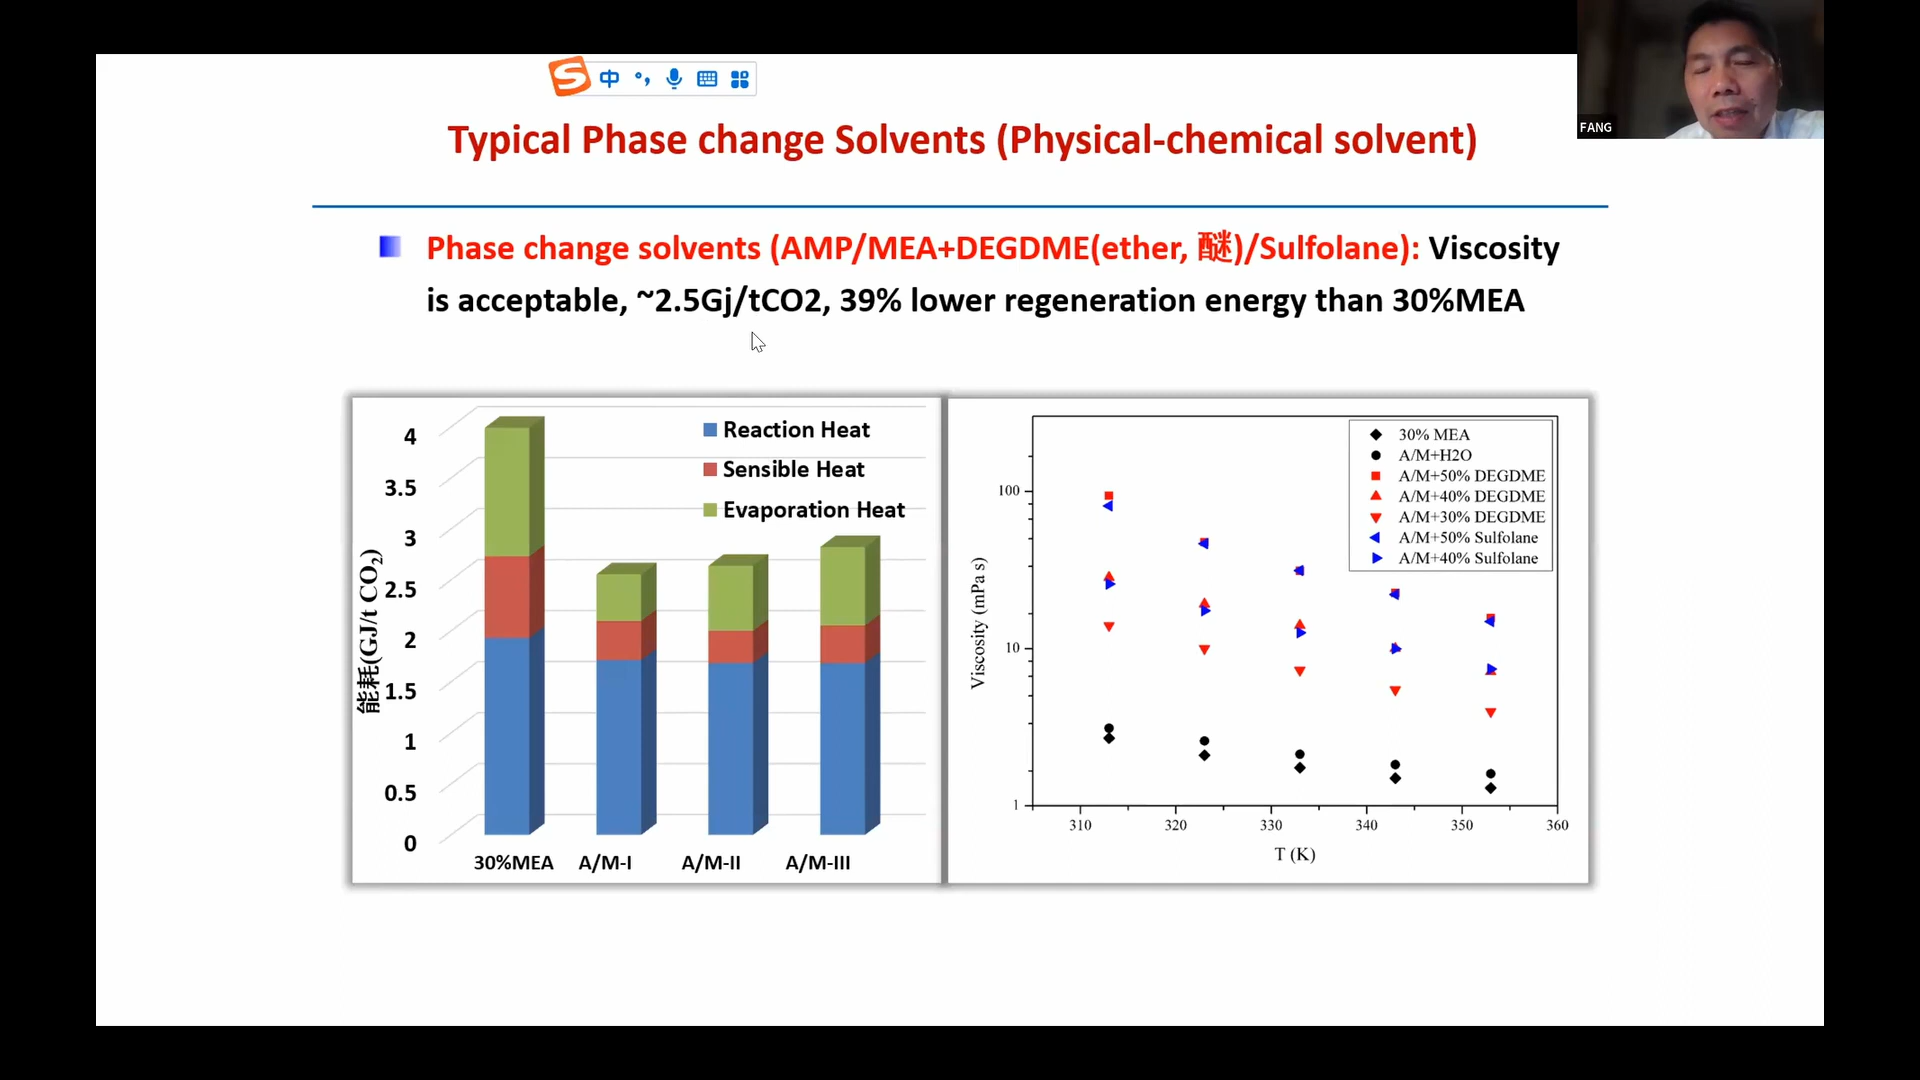 中
FANG
Typical Phase change Solvents (Physical-chemical solvent)
Phase change solvents (AMP/MEA+DEGDME(ether, 醚)/Sulfolane): Viscosity
is acceptable, ~2.5Gj/tCO2, 39% lower regeneration energy than 30%MEA
能耗(GJ/t CO2)
4
3.5
3
2.5
2
1.5
1
0.5
0
Reaction Heat
Sensible Heat
Evaporation Heat
30%MEA A/M-I A/M-II A/M-III
Viscosity (mPa s)
100
10
1
30% MEA
A/M+H2O
A/M+50% DEGDME
A/M+40% DEGDME
A/M+30% DEGDME
A/M+50% Sulfolane
A/M+40% Sulfolane
310 320 330 340 350 360
T (K)